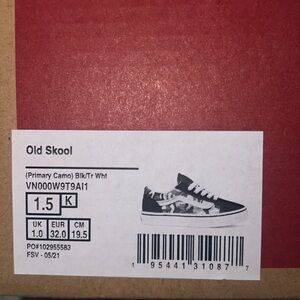 Old Skool
(Primary Camo) Blk/Tr Wht
VN000W9T9AI1
1.5 K
UK EUR CM
1.0 32.0 19.5
PO#102955583
FSV - 05/21
1 95441 31087 7